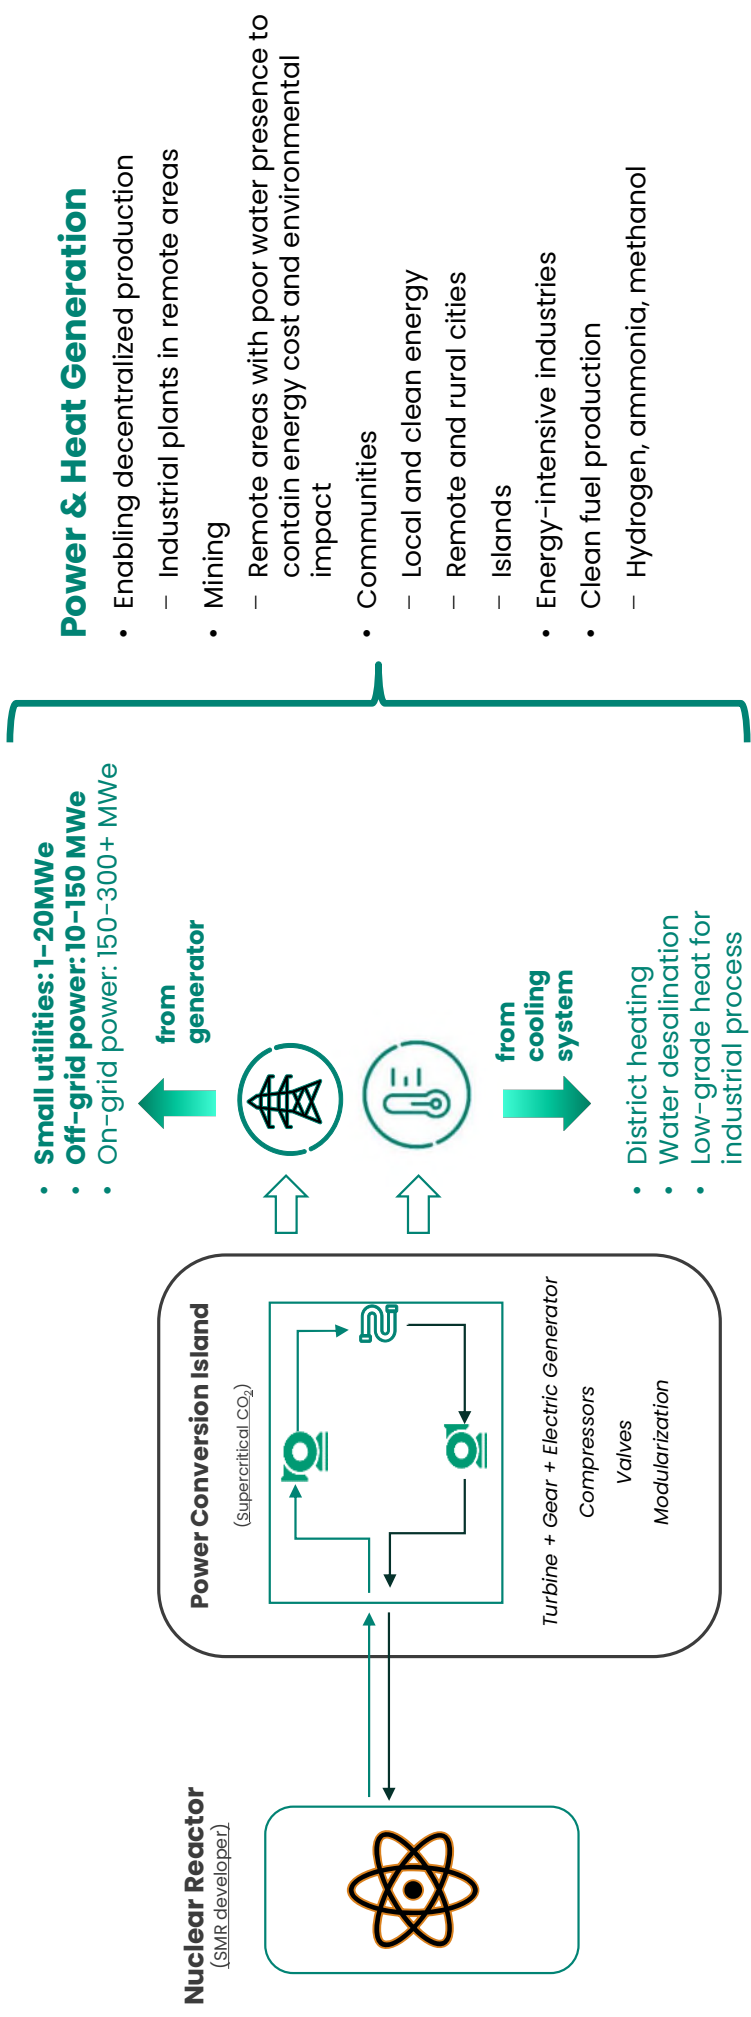 Nuclear Reactor
(SMR developer)
Power Conversion Island
(supercritical CO₂)
Turbine + Gear + Electric Generator
Compressors
Valves
Modularization
• Small utilities: 1-20MWe
• Off-grid power: 10-150 MWe
• On-grid power: 150-300+ MWe
from
generator
from
cooling
system
• District heating
• Water desalination
• Low-grade heat for
industrial process
Power & Heat Generation
• Enabling decentralized production
– Industrial plants in remote areas
• Mining
– Remote areas with poor water presence to
contain energy cost and environmental
impact
• Communities
– Local and clean energy
– Remote and rural cities
– Islands
• Energy-intensive industries
• Clean fuel production
– Hydrogen, ammonia, methanol